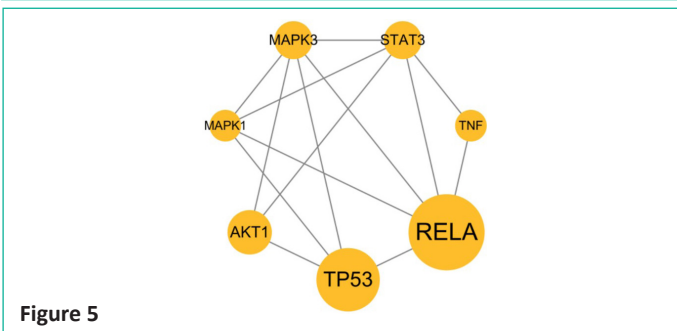 MAPK3
STAT3
MAPK1
TNF
AKT1
RELA
TP53
Figure 5